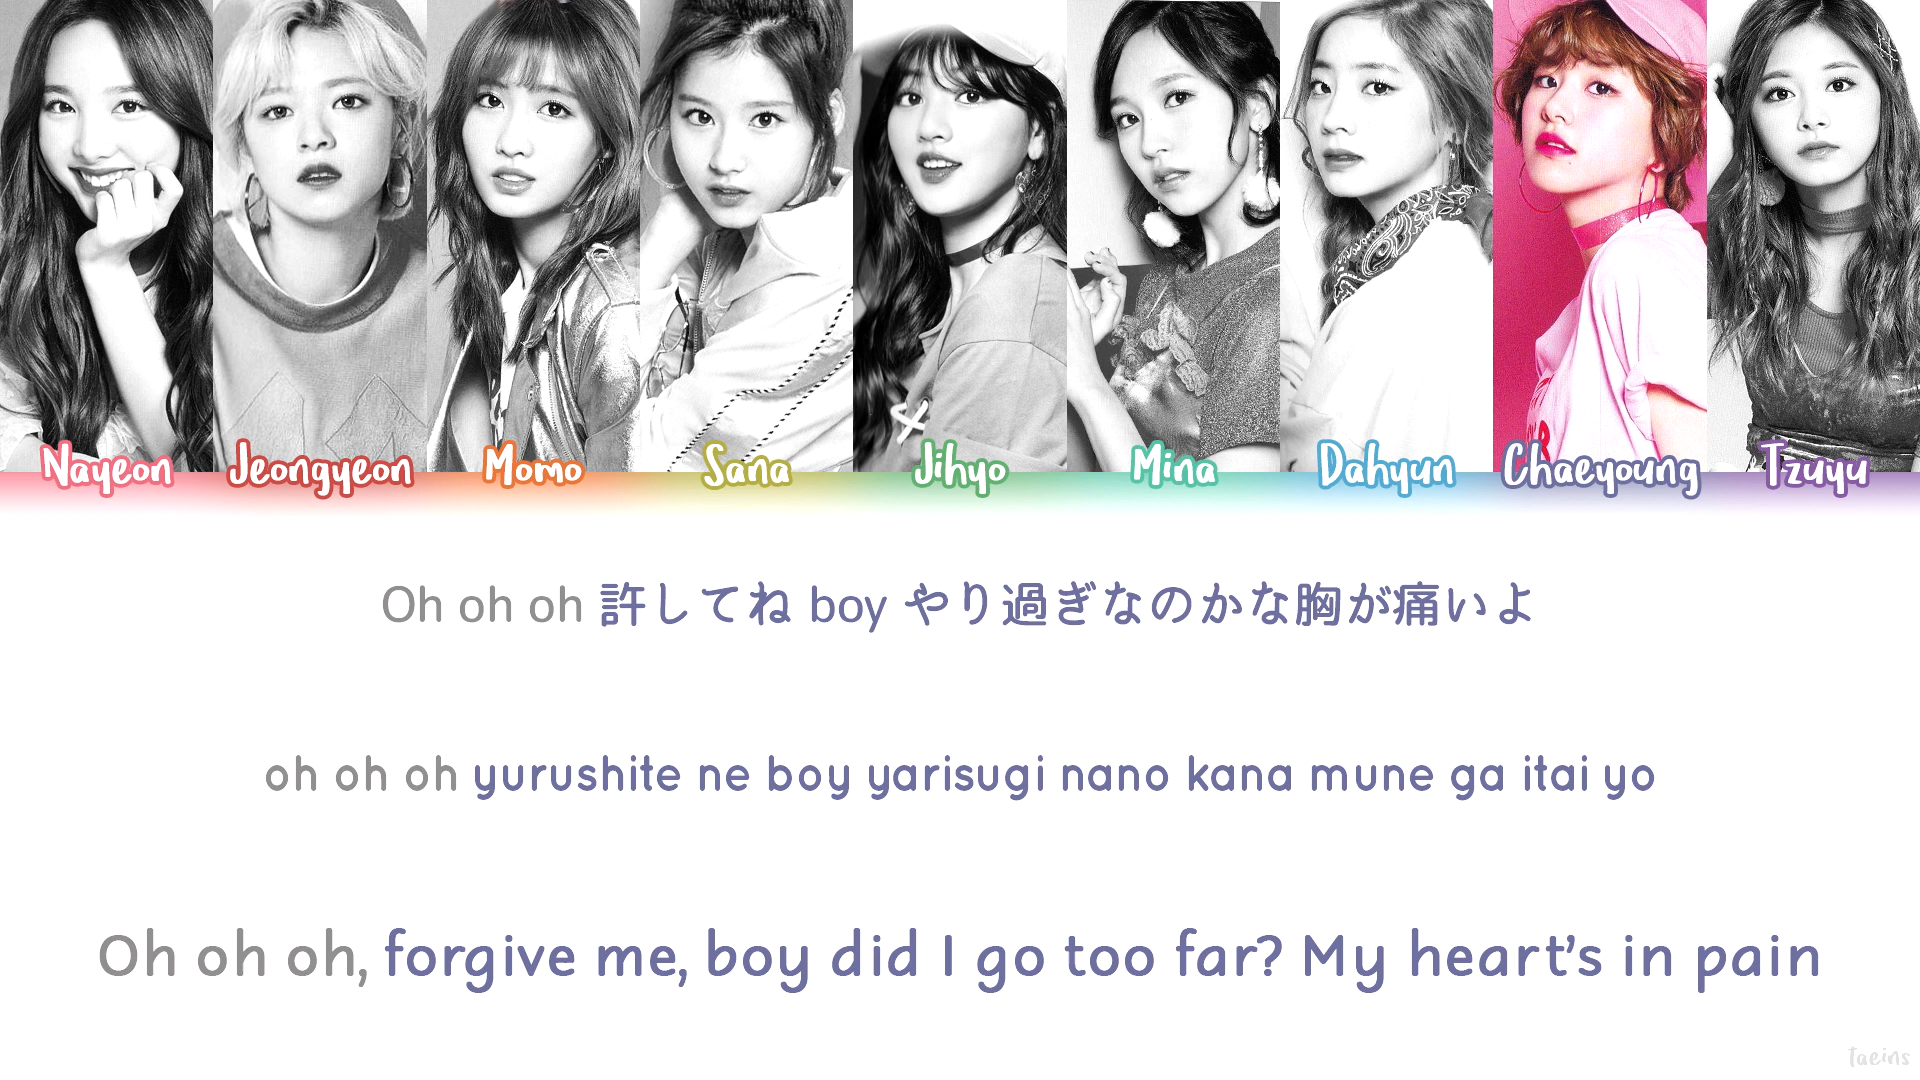 Nayeon Jeongyeon Momo Sana Jihyo Mina Dahyun Chaeyoung Tzuyu
Oh oh oh 許してね boy やり過ぎなのかな胸が痛いよ
oh oh oh yurushite ne boy yarisugi nano kana mune ga itai yo
Oh oh oh, forgive me, boy did I go too far? My heart's in pain
taeins